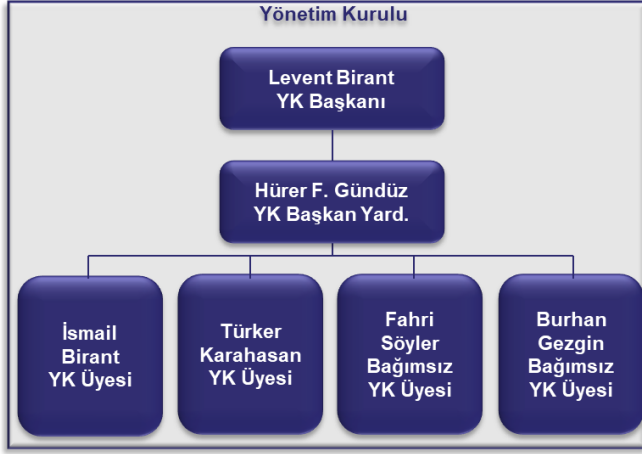 Yönetim Kurulu
Levent Birant
YK Başkanı
Hürer F. Gündüz
YK Başkan Yard.
İsmail
Birant
YK Üyesi
Türker
Karahasan
YK Üyesi
Fahri
Söyler
Bağımsız
YK Üyesi
Burhan
Gezgin
Bağımsız
YK Üyesi